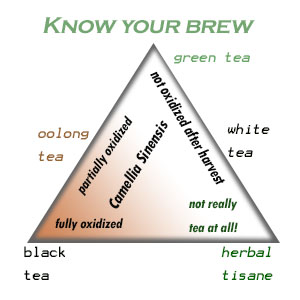 KNOW YOUR BREW
green tea
not oxidized after harvest
oolong
tea
partially oxidized
Camellia Sinensis
white
tea
fully oxidized
not really
tea at all!
black
tea
herbal
tisane